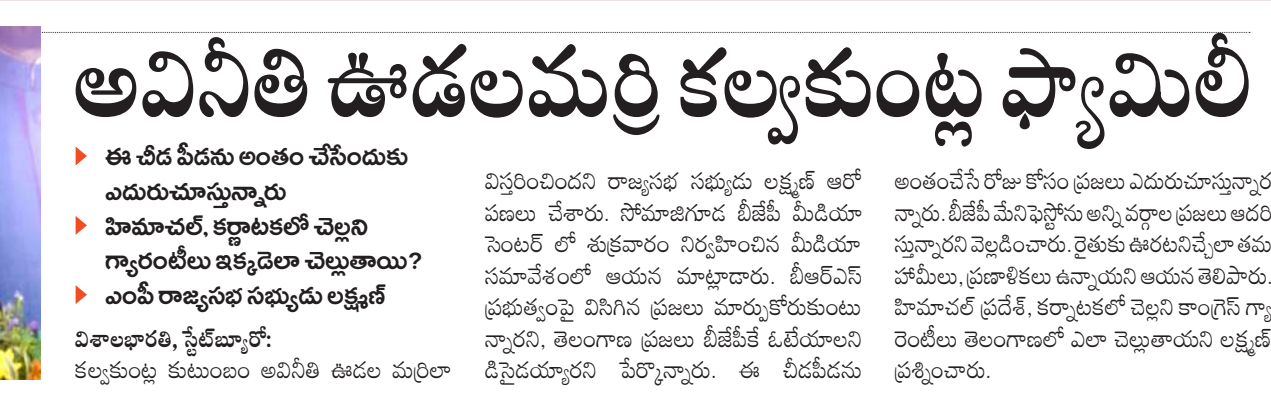 అవినీతి ఊడలమర్రి కల్వకుంట్ల ఫ్యామిలీ
ఈ చీడ పీడను అంతం చేసేందుకు
ఎదురుచూస్తున్నారు
హిమాచల్, కర్ణాటకలో చెల్లని
గ్యారంటీలు ఇక్కడెలా చెల్లుతాయి?
ఎంపీ రాజ్యసభ సభ్యుడు లక్ష్మణ్
విశాలభారతి, స్టేట్‌బ్యూరో:
కల్వకుంట్ల కుటుంబం అవినీతి ఊడల మర్రిలా
విస్తరించిందని రాజ్యసభ సభ్యుడు లక్ష్మణ్ ఆరో
పణలు చేశారు. సోమాజిగూడ బీజేపీ మీడియా
సెంటర్ లో శుక్రవారం నిర్వహించిన మీడియా
సమావేశంలో ఆయన మాట్లాడారు. బీఆర్ఎస్
ప్రభుత్వంపై విసిగిన ప్రజలు మార్పుకోరుకుంటు
న్నారని, తెలంగాణ ప్రజలు బీజేపీకే ఓటేయాలని
డిసైడయ్యారని పేర్కొన్నారు. ఈ చీడపీడను
అంతంచేసే రోజు కోసం ప్రజలు ఎదురుచూస్తున్నార
న్నారు. బీజేపీ మేనిఫెస్టోను అన్ని వర్గాల ప్రజలు ఆదరి
స్తున్నారని వెల్లడించారు. రైతుకు ఊరటనిచ్చేలా తమ
హామీలు, ప్రణాళికలు ఉన్నాయని ఆయన తెలిపారు.
హిమాచల్ ప్రదేశ్, కర్నాటకలో చెల్లని కాంగ్రెస్ గ్యా
రెంటీలు తెలంగాణలో ఎలా చెల్లుతాయని లక్ష్మణ్
ప్రశ్నించారు.